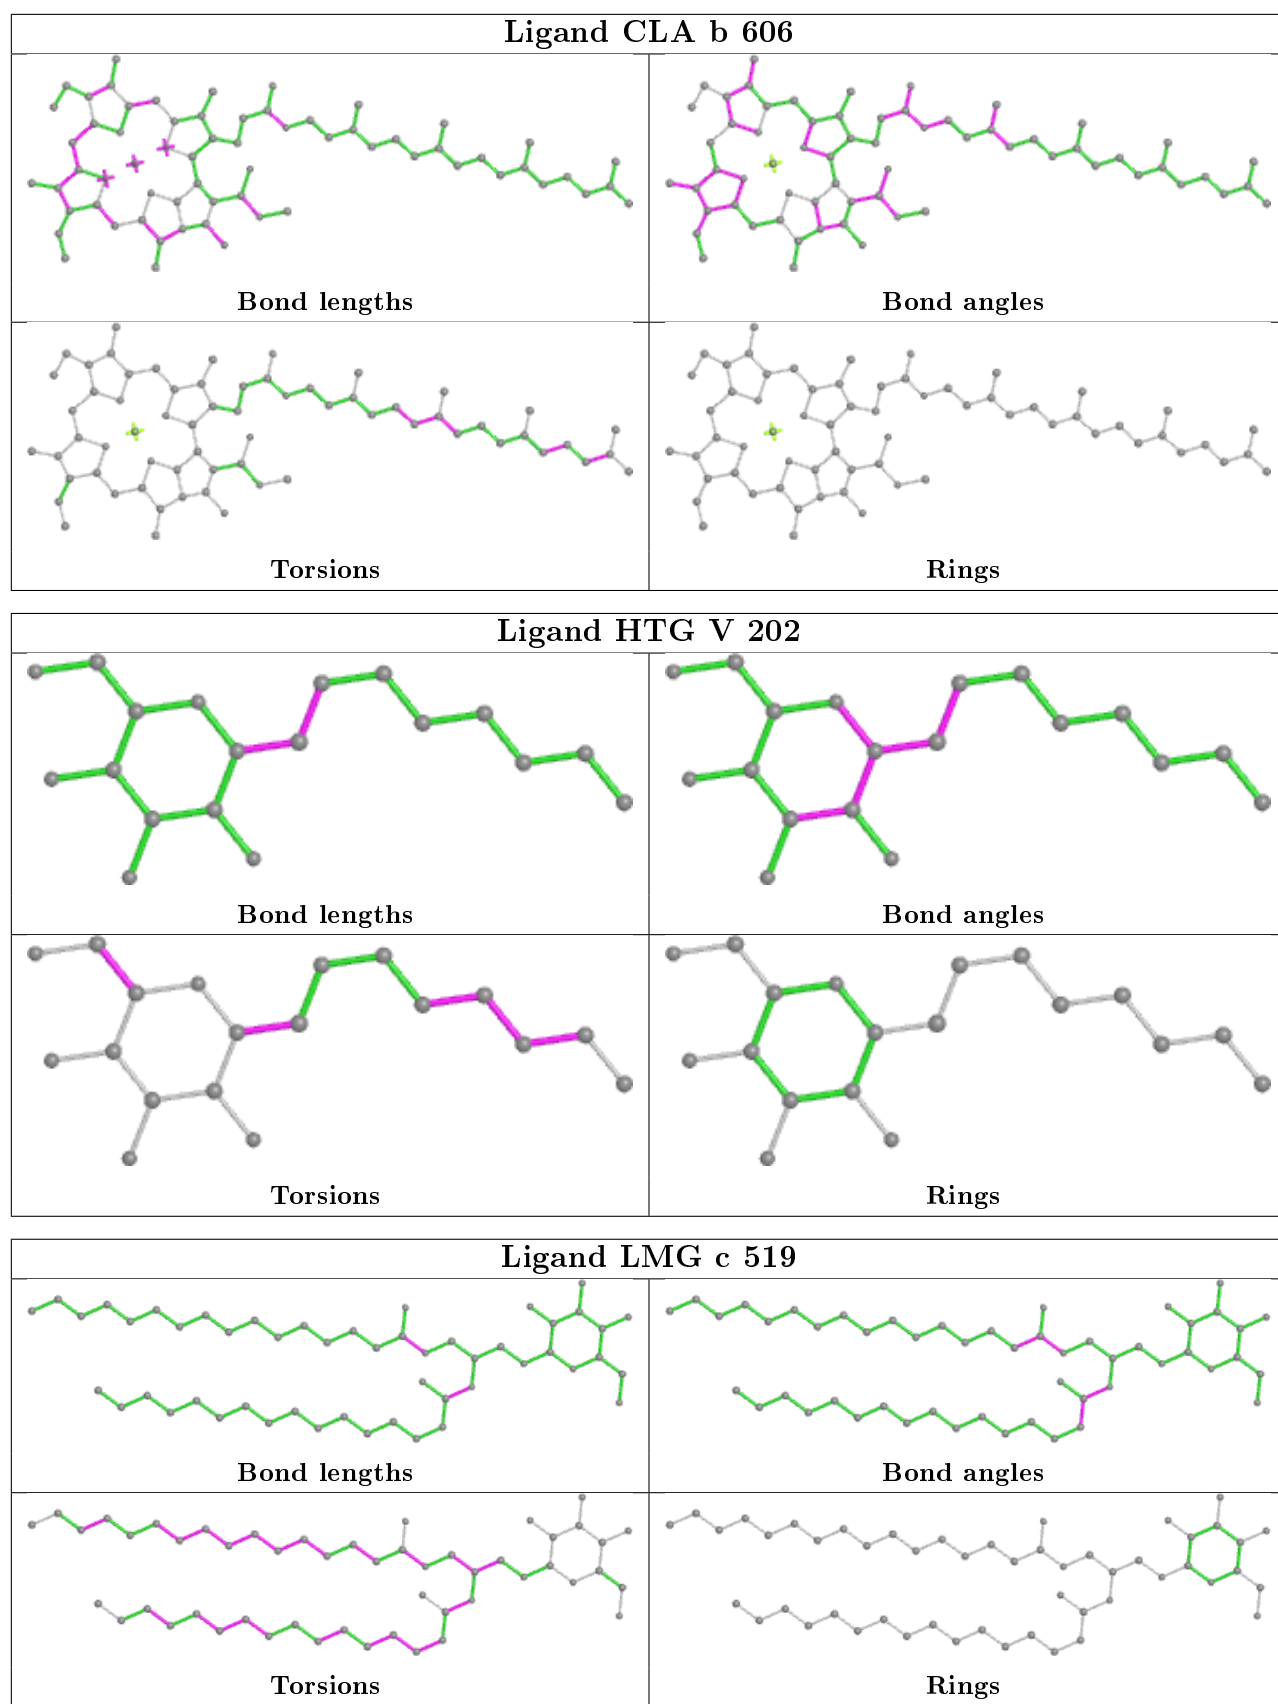 Ligand CLA b 606
Bond lengths
Bond angles
Torsions
Rings
Ligand HTG V 202
Bond lengths
Bond angles
Torsions
Rings
Ligand LMG c 519
Bond lengths
Bond angles
Torsions
Rings